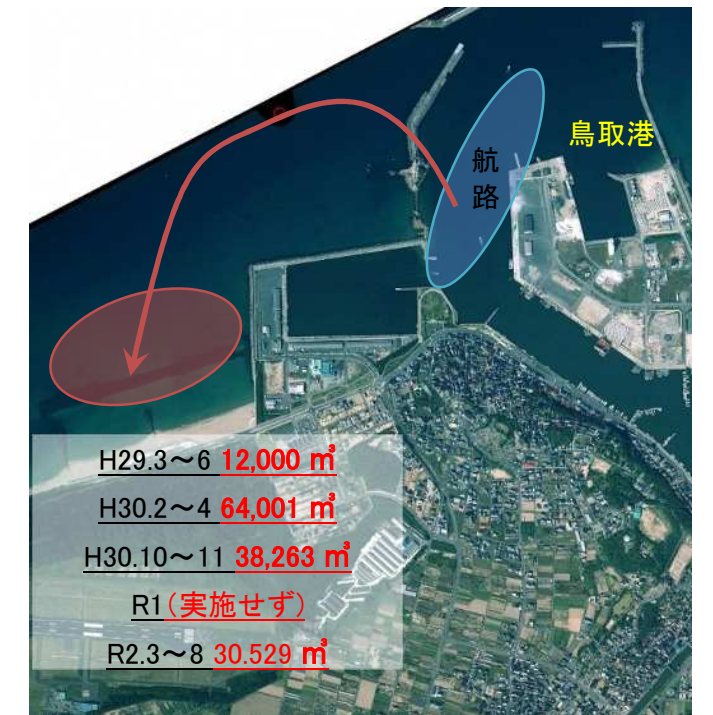 鳥取港
航
路
H29.3～6 12,000 ㎥
H30.2～4 64,001 ㎥
H30.10～11 38,263 ㎥
R1(実施せず)
R2.3～8 30.529 ㎥